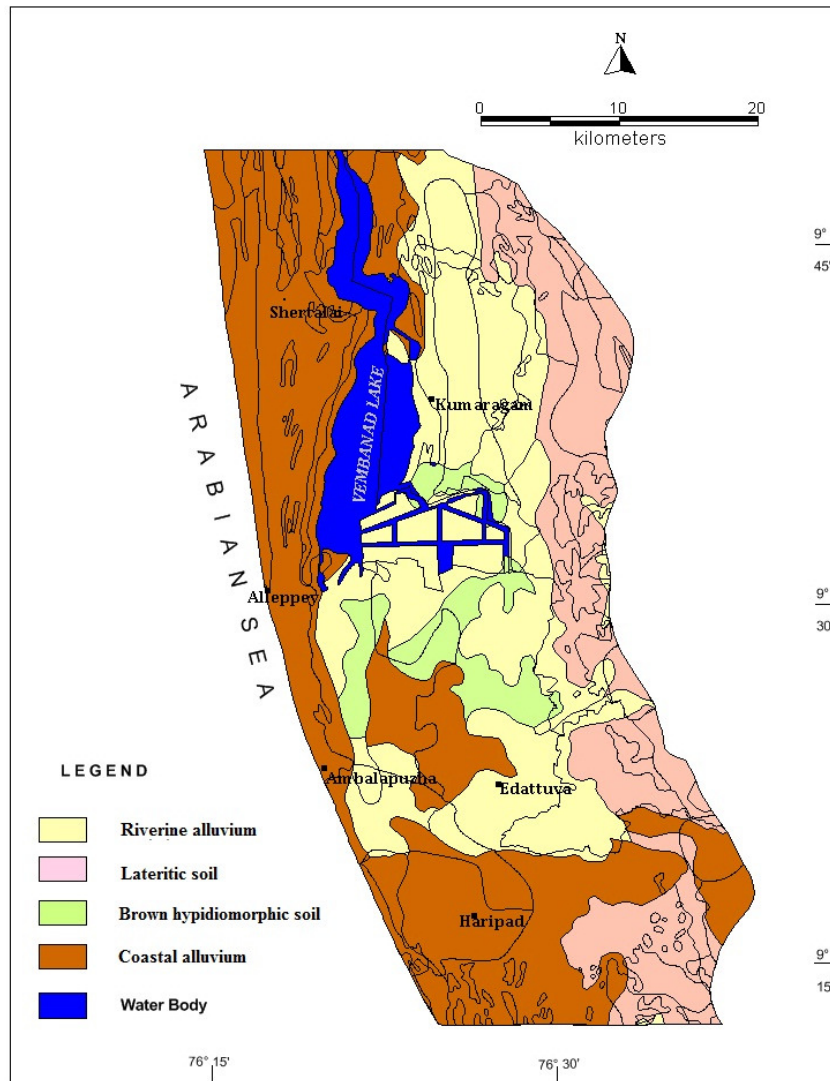 N
0 10 20
kilometers
9°
45'
Shertalai
Kumaragam
VEMBANAD LAKE
ARABIAN SEA
Alleppey
9°
30'
LEGEND
Ambalapuzha
Edattuva
Riverine alluvium
Lateritic soil
Brown hypidiomorphic soil
Haripad
Coastal alluvium
9°
15'
Water Body
76° 15'
76° 30'